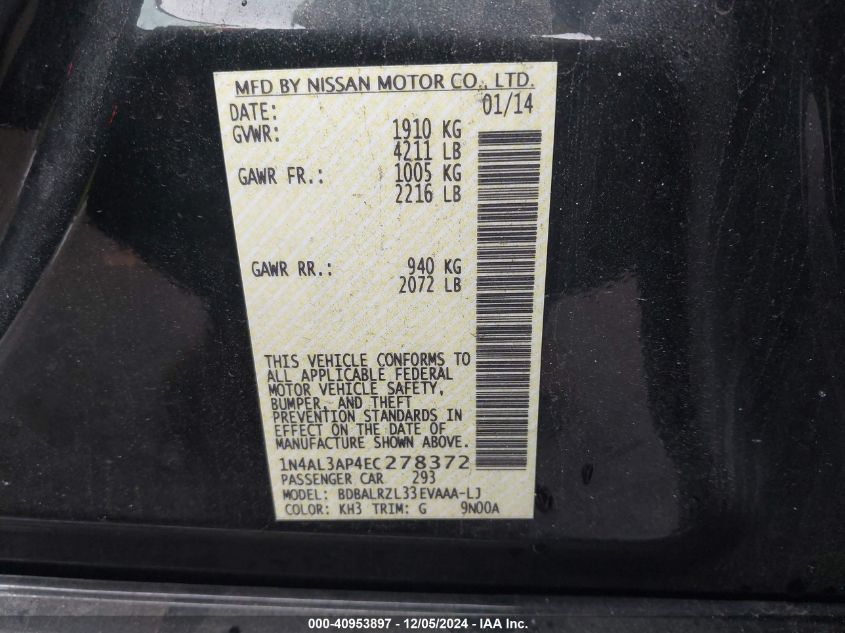 MFD BY NISSAN MOTOR CO., LTD.
DATE: 01/14
GVWR: 1910 KG
4211 LB
GAWR FR.: 1005 KG
2216 LB
GAWR RR.: 940 KG
2072 LB
THIS VEHICLE CONFORMS TO
ALL APPLICABLE FEDERAL
MOTOR VEHICLE SAFETY,
BUMPER, AND THEFT
PREVENTION STANDARDS IN
EFFECT ON THE DATE OF
MANUFACTURE SHOWN ABOVE.
1N4AL3AP4EC278372
PASSENGER CAR 293
MODEL: BDBALRZL33EVAAA-LJ
COLOR: KH3 TRIM: G 9N00A
000-40953897 - 12/05/2024 - © IAA Inc.